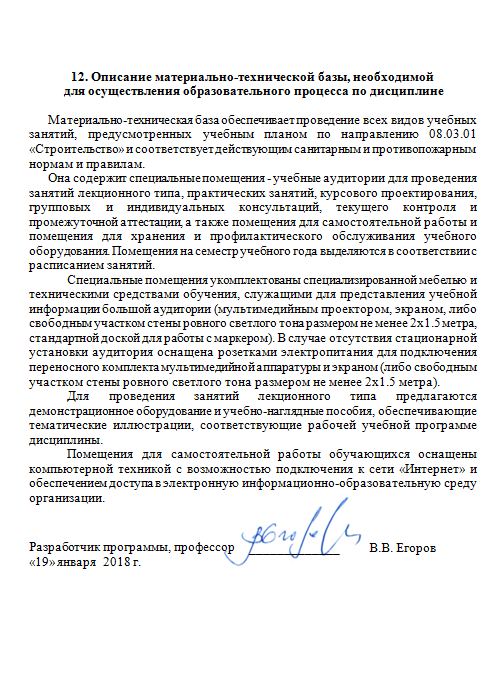 12. Описание материально-технической базы, необходимой
для осуществления образовательного процесса по дисциплине
Материально-техническая база обеспечивает проведение всех видов учебных
занятий, предусмотренных учебным планом по направлению 08.03.01
«Строительство» и соответствует действующим санитарным и противопожарным
нормам и правилам.
Она содержит специальные помещения - учебные аудитории для проведения
занятий лекционного типа, практических занятий, курсового проектирования,
групповых и индивидуальных консультаций, текущего контроля и
промежуточной аттестации, а также помещения для самостоятельной работы и
помещения для хранения и профилактического обслуживания учебного
оборудования. Помещения на семестр учебного года выделяются в соответствии с
расписанием занятий.
Специальные помещения укомплектованы специализированной мебелью и
техническими средствами обучения, служащими для представления учебной
информации большой аудитории (мультимедийным проектором, экраном, либо
свободным участком стены ровного светлого тона размером не менее 2х1.5 метра,
стандартной доской для работы с маркером). В случае отсутствия стационарной
установки аудитория оснащена розетками электропитания для подключения
переносного комплекта мультимедийной аппаратуры и экраном (либо свободным
участком стены ровного светлого тона размером не менее 2х1.5 метра).
Для проведения занятий лекционного типа предлагаются
демонстрационное оборудование и учебно-наглядные пособия, обеспечивающие
тематические иллюстрации, соответствующие рабочей учебной программе
дисциплины.
Помещения для самостоятельной работы обучающихся оснащены
компьютерной техникой с возможностью подключения к сети «Интернет» и
обеспечением доступа в электронную информационно-образовательную среду
организации.
Разработчик программы, профессор ______________ В.В. Егоров
«19» января 2018 г.